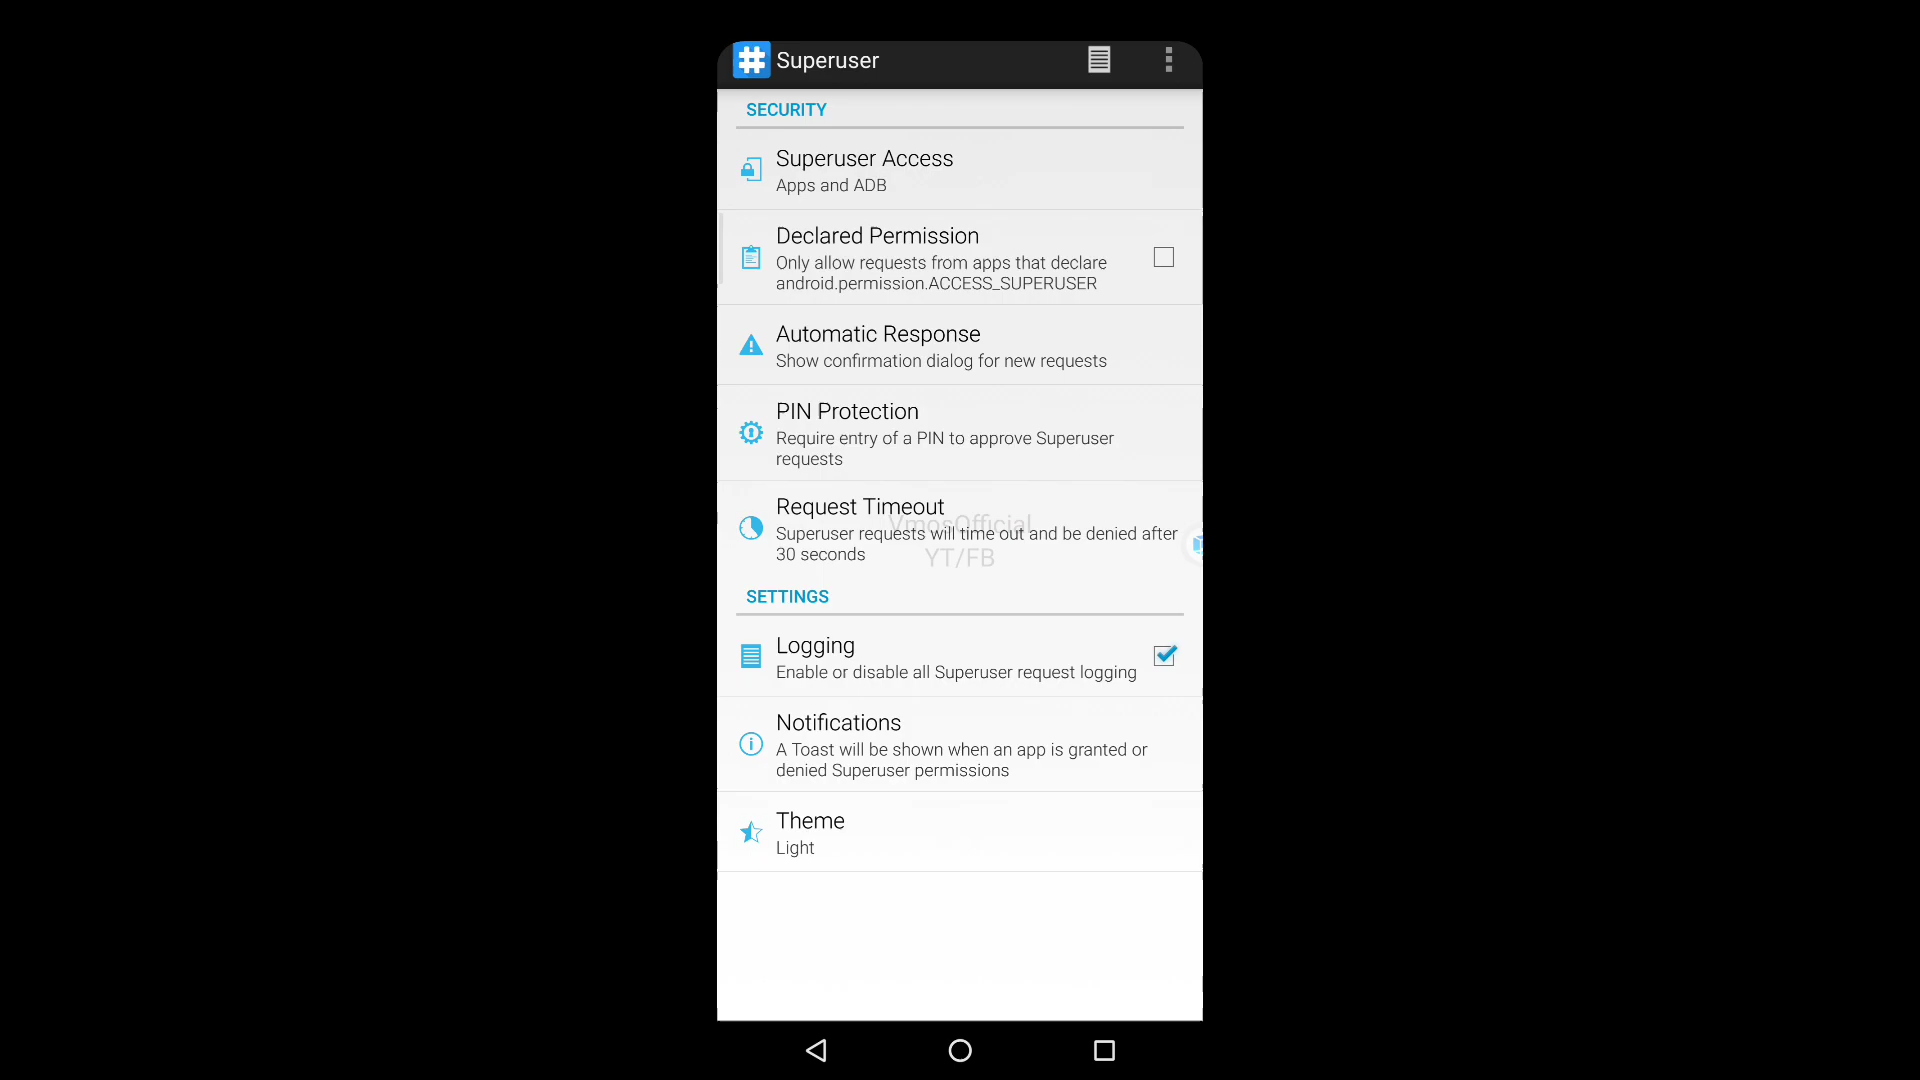 Superuser
SECURITY
Superuser Access
Apps and ADB
Declared Permission
Only allow requests from apps that declare
android.permission.ACCESS_SUPERUSER
Automatic Response
Show confirmation dialog for new requests
PIN Protection
Require entry of a PIN to approve Superuser
requests
Request Timeout
VmosOfficial
Superuser requests will time out and be denied after
30 seconds
YT/FB
SETTINGS
Logging
Enable or disable all Superuser request logging
Notifications
A Toast will be shown when an app is granted or
denied Superuser permissions
Theme
Light